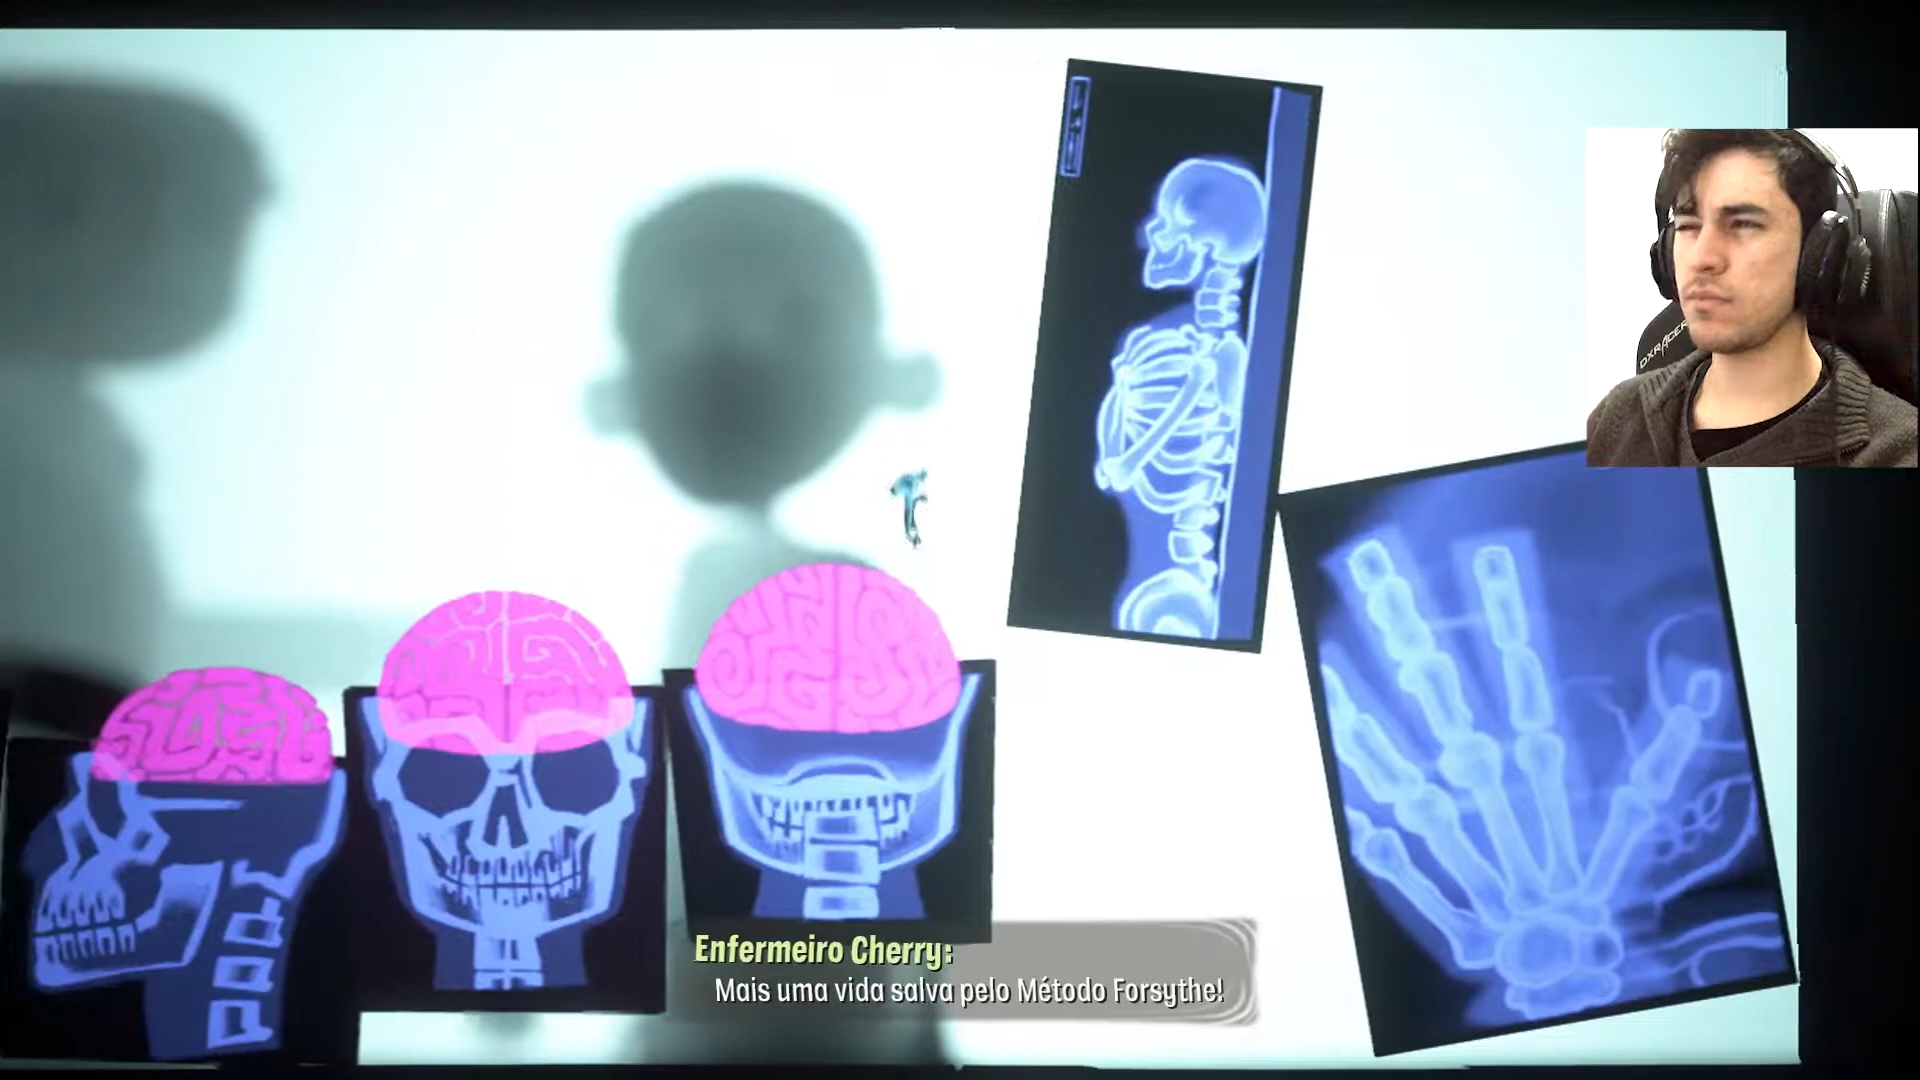 DXRACER
Enfermeiro Cherry:
Mais uma vida salva pelo Método Forsythe!